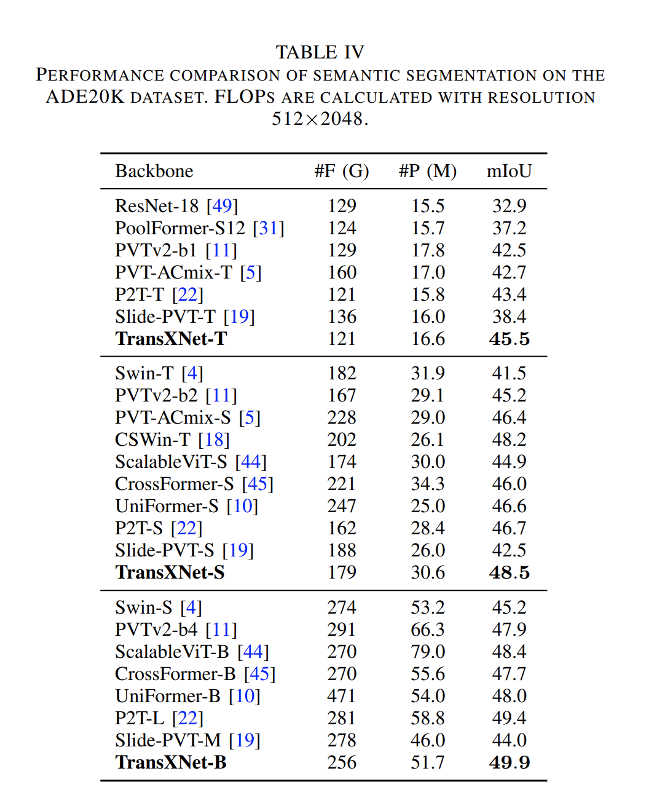 TABLE IV
PERFORMANCE COMPARISON OF SEMANTIC SEGMENTATION ON THE
ADE20K DATASET. FLOPS ARE CALCULATED WITH RESOLUTION
512×2048.
Backbone #F (G) #P (M) mIoU
ResNet-18 [49] 129 15.5 32.9
PoolFormer-S12 [31] 124 15.7 37.2
PVTv2-b1 [11] 129 17.8 42.5
PVT-ACmix-T [5] 160 17.0 42.7
P2T-T [22] 121 15.8 43.4
Slide-PVT-T [19] 136 16.0 38.4
TransXNet-T 121 16.6 45.5
Swin-T [4] 182 31.9 41.5
PVTv2-b2 [11] 167 29.1 45.2
PVT-ACmix-S [5] 228 29.0 46.4
CSWin-T [18] 202 26.1 48.2
ScalableViT-S [44] 174 30.0 44.9
CrossFormer-S [45] 221 34.3 46.0
UniFormer-S [10] 247 25.0 46.6
P2T-S [22] 162 28.4 46.7
Slide-PVT-S [19] 188 26.0 42.5
TransXNet-S 179 30.6 48.5
Swin-S [4] 274 53.2 45.2
PVTv2-b4 [11] 291 66.3 47.9
ScalableViT-B [44] 270 79.0 48.4
CrossFormer-B [45] 270 55.6 47.7
UniFormer-B [10] 471 54.0 48.0
P2T-L [22] 281 58.8 49.4
Slide-PVT-M [19] 278 46.0 44.0
TransXNet-B 256 51.7 49.9